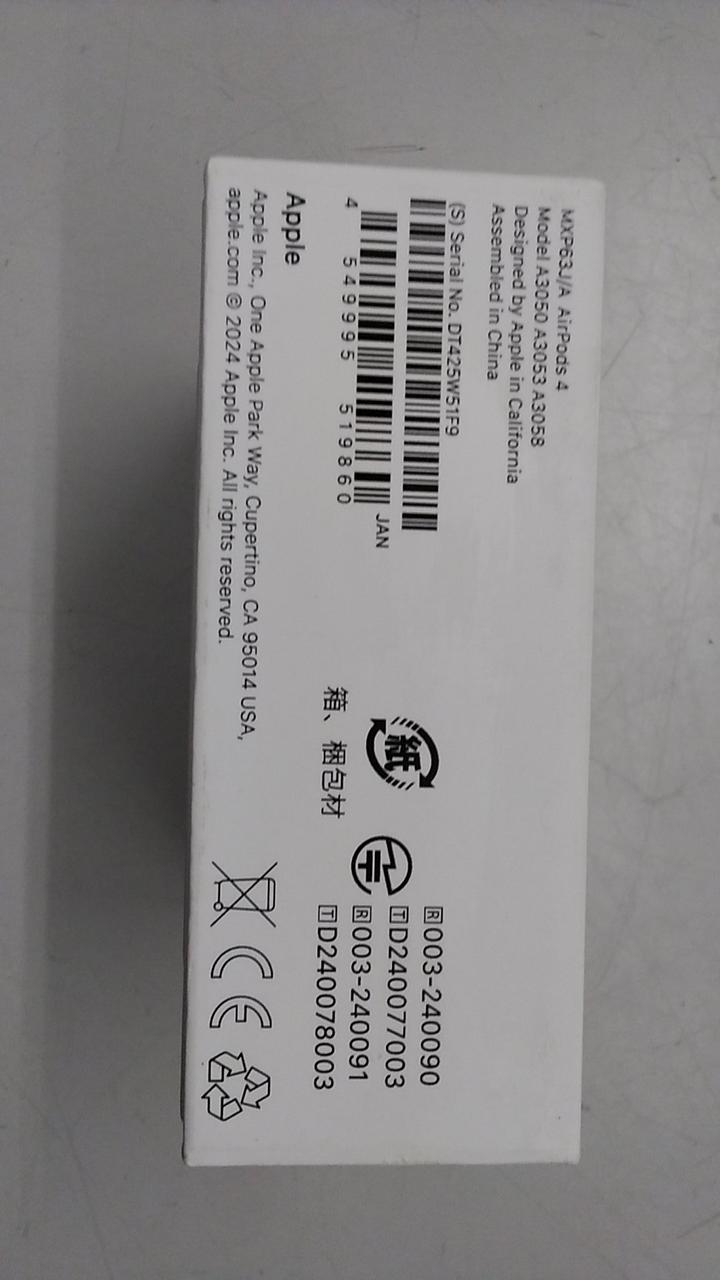 MXP63J/A AirPods 4
Model A3050 A3053 A3058
Designed by Apple in California
Assembled in China
(S) Serial No. DT425W51F9
JAN
4 549995 519860
Apple
Apple Inc., One Apple Park Way, Cupertino, CA 95014 USA,
apple.com © 2024 Apple Inc. All rights reserved.
紙
箱、梱包材
R 003-240090
T D240077003
R 003-240091
T D240078003
CE